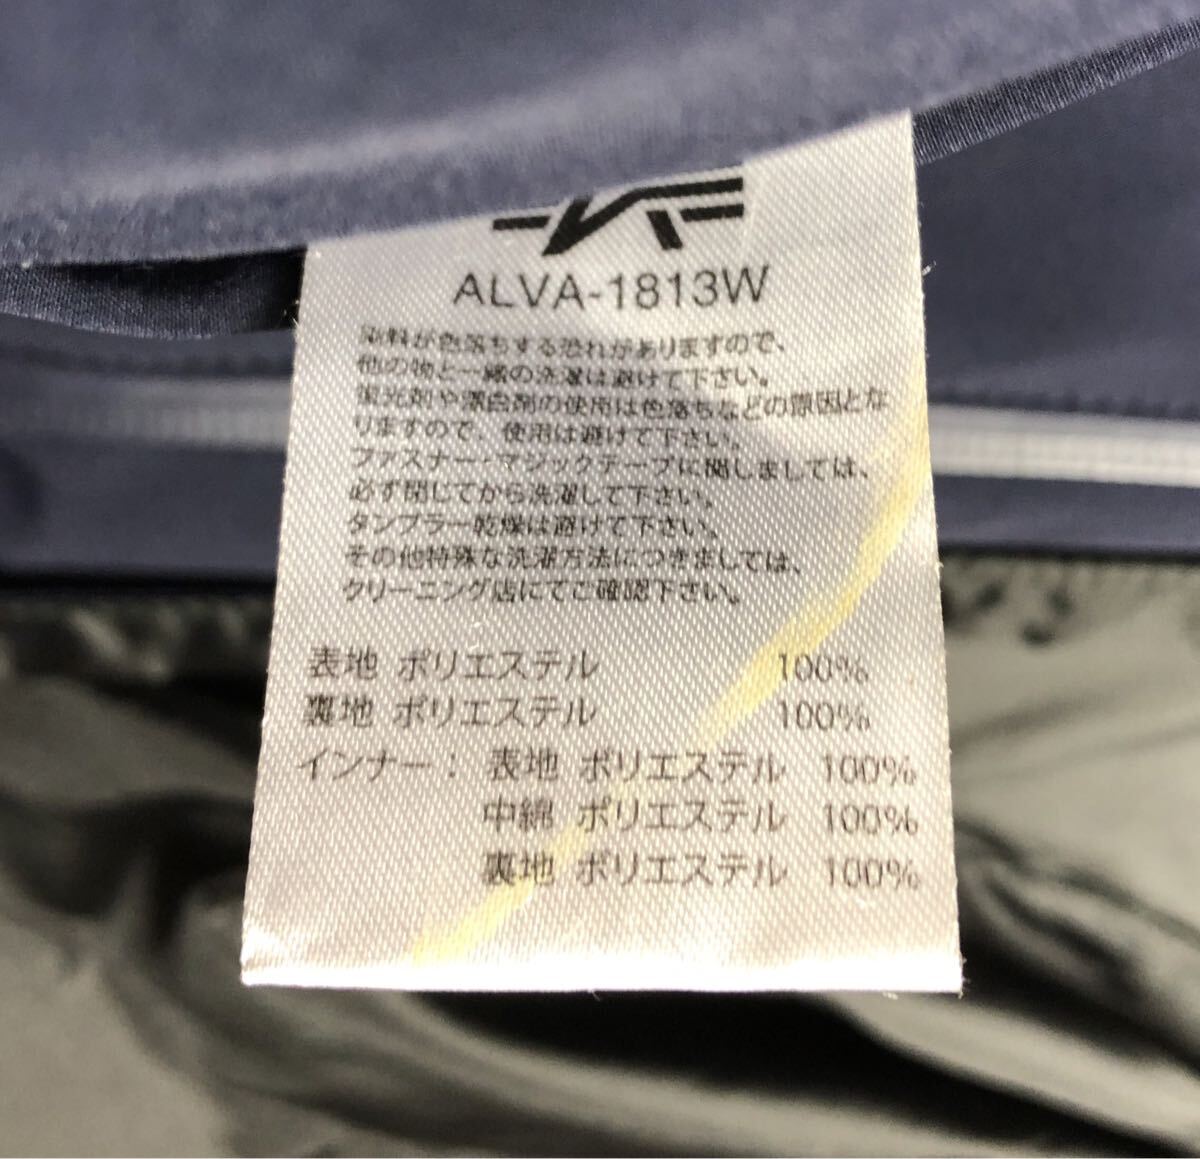 ALVA-1813W
染料が色落ちする恐れがありますので、
他の物と一緒の洗濯は避けて下さい。
蛍光剤や漂白剤の使用は色落ちなどの原因とな
りますので、使用は避けて下さい。
ファスナー・マジックテープに関しましては、
必ず閉じてから洗濯して下さい。
タンブラー乾燥は避けて下さい。
その他特殊な洗濯方法につきましては、
クリーニング店にてご確認下さい。
表地 ポリエステル 100%
裏地 ポリエステル 100%
インナー： 表地 ポリエステル 100%
中綿 ポリエステル 100%
裏地 ポリエステル 100%